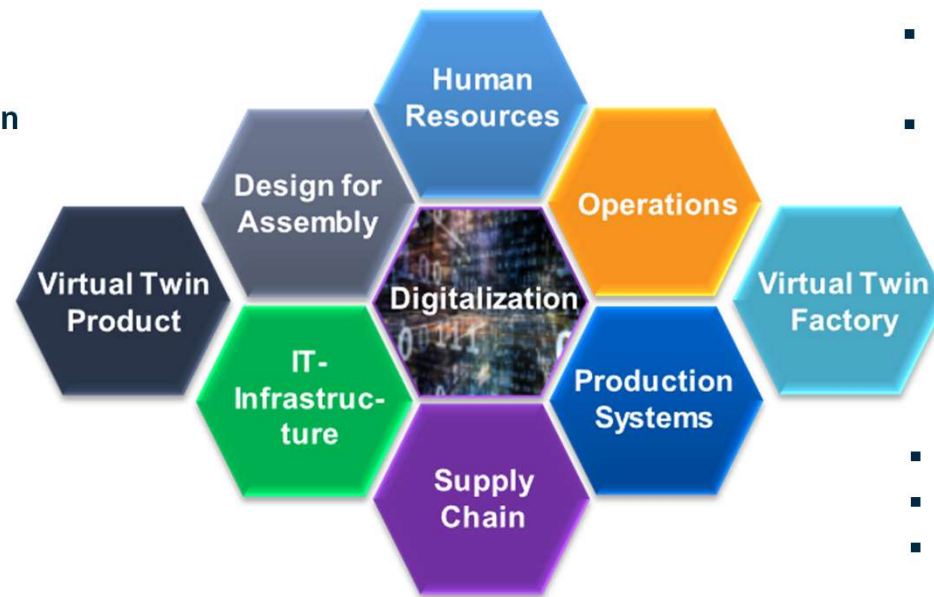 n
Human
Resources
Design for
Assembly
Operations
Virtual Twin
Product
Digitalization
Virtual Twin
Factory
IT-
Infrastruc-
ture
Production
Systems
Supply
Chain